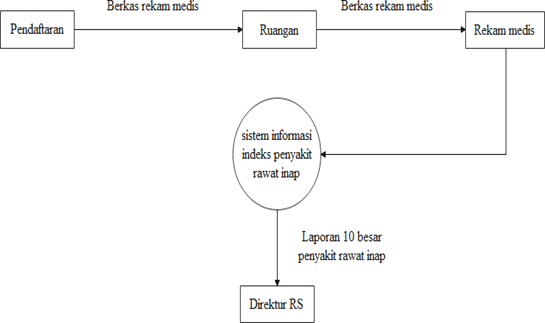 Berkas rekam medis
Berkas rekam medis
Pendaftaran
Ruangan
Rekam medis
sistem informasi
indeks penyakit
rawat inap
Laporan 10 besar
penyakit rawat inap
Direktur RS